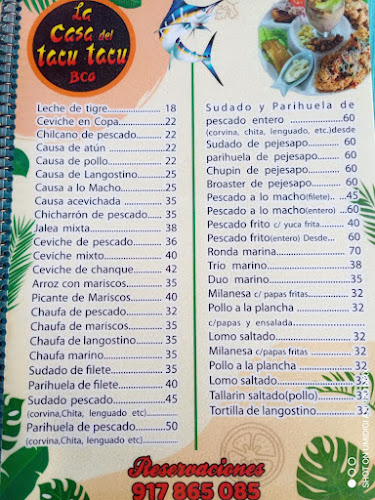 La
Casa del
tacu tacu
BCG
Leche de tigre................ 18
Ceviche en Copa.............22
Chilcano de pescado........ 22
Causa de atún ................ 22
Causa de pollo................. 22
Causa de Langostino....... 25
Causa a lo Macho............ 25
Causa acevichada ........... 35
Chicharrón de pescado...... 35
Jalea mixta .................... 38
Ceviche de pescado......... 36
Ceviche mixto.................. 40
Ceviche de chanque ........ 42
Arroz con mariscos.......... 35
Picante de Mariscos......... 40
Chaufa de pescado.......... 32
Chaufa de mariscos......... 35
Chaufa de langostino....... 35
Chaufa marino................. 35
Sudado de filete............... 35
Parihuela de filete............ 40
Sudado pescado.............. 45
(corvina,Chita, lenguado etc)
Parihuela de pescado....... 50
(corvina,Chita, lenguado etc)
Sudado y Parihuela de
pescado entero ...............60
(corvina, chita, lenguado, etc.)desde
Sudado de pejesapo......... 60
parihuela de pejesapo........ 60
Chupin de pejesapo........... 60
Broaster de pejesapo......... 60
Pescado a lo macho(filete).. ..45
Pescado a lo macho(entero) ..60
Pescado frito c/ yuca frita........ 40
Pescado frito(entero) Desde....60
Ronda marina.................. 70
Trio marino...................... 38
Duo marino...................... 35
Milanesa c/ papas fritas......... 32
Pollo a la plancha ............ 32
c/papas y ensalada
Lomo saltado................... 32
Milanesa c/papas fritas ........ 32
Pollo a la plancha ............ 32
Lomo saltado................... 32
Tallarin saltado(pollo)........ 32
Tortilla de langostino......... 32
Reservaciones
917 865 085